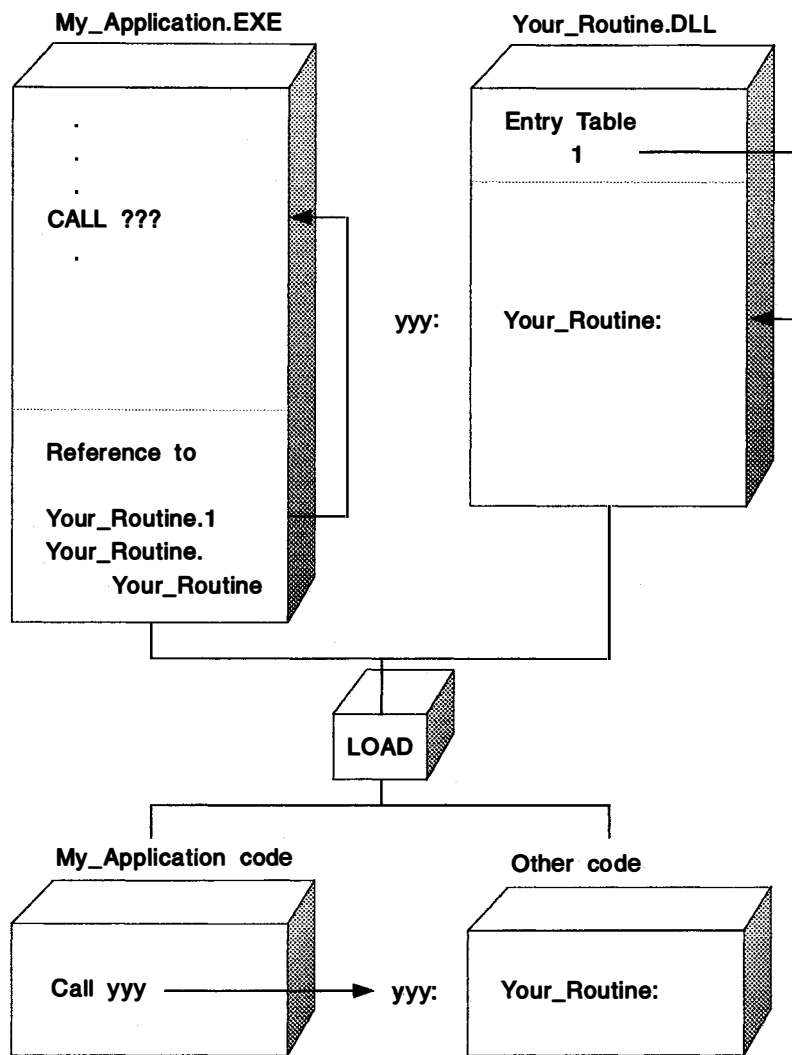 My_Application.EXE
.
.
.
CALL ???
.
Reference to
Your_Routine.1
Your_Routine.
Your_Routine
Your_Routine.DLL
Entry Table
1
yyy:
Your_Routine:
LOAD
My_Application code
Call yyy
Other code
yyy:
Your_Routine: